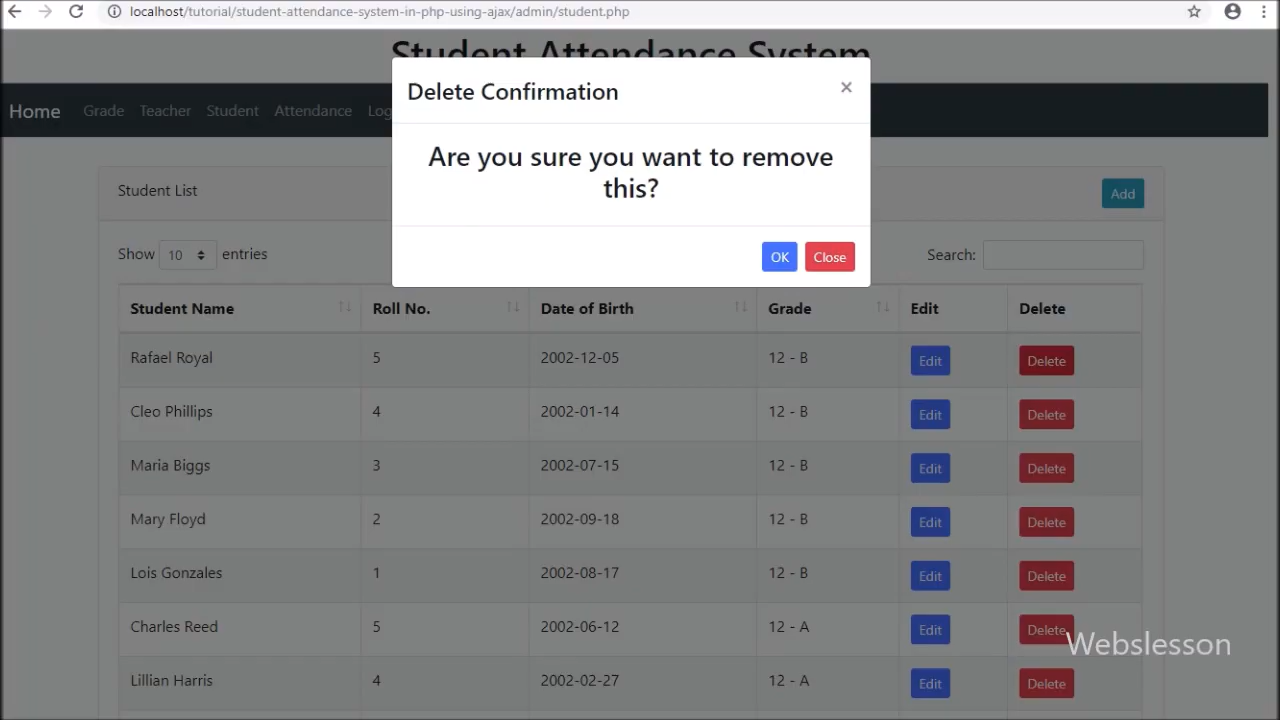 localhost/tutorial/student-attendance-system-in-php-using-ajax/admin/student.php
Student Attendance System
Delete Confirmation ×
Home Grade Teacher Student Attendance Log
Are you sure you want to remove
this?
Student List Add
OK Close
Show 10 entries Search:
Student Name Roll No. Date of Birth Grade Edit Delete
Rafael Royal 5 2002-12-05 12 - B Edit Delete
Cleo Phillips 4 2002-01-14 12 - B Edit Delete
Maria Biggs 3 2002-07-15 12 - B Edit Delete
Mary Floyd 2 2002-09-18 12 - B Edit Delete
Lois Gonzales 1 2002-08-17 12 - B Edit Delete
Charles Reed 5 2002-06-12 12 - A Edit Delete
Webslesson
Lillian Harris 4 2002-02-27 12 - A Edit Delete